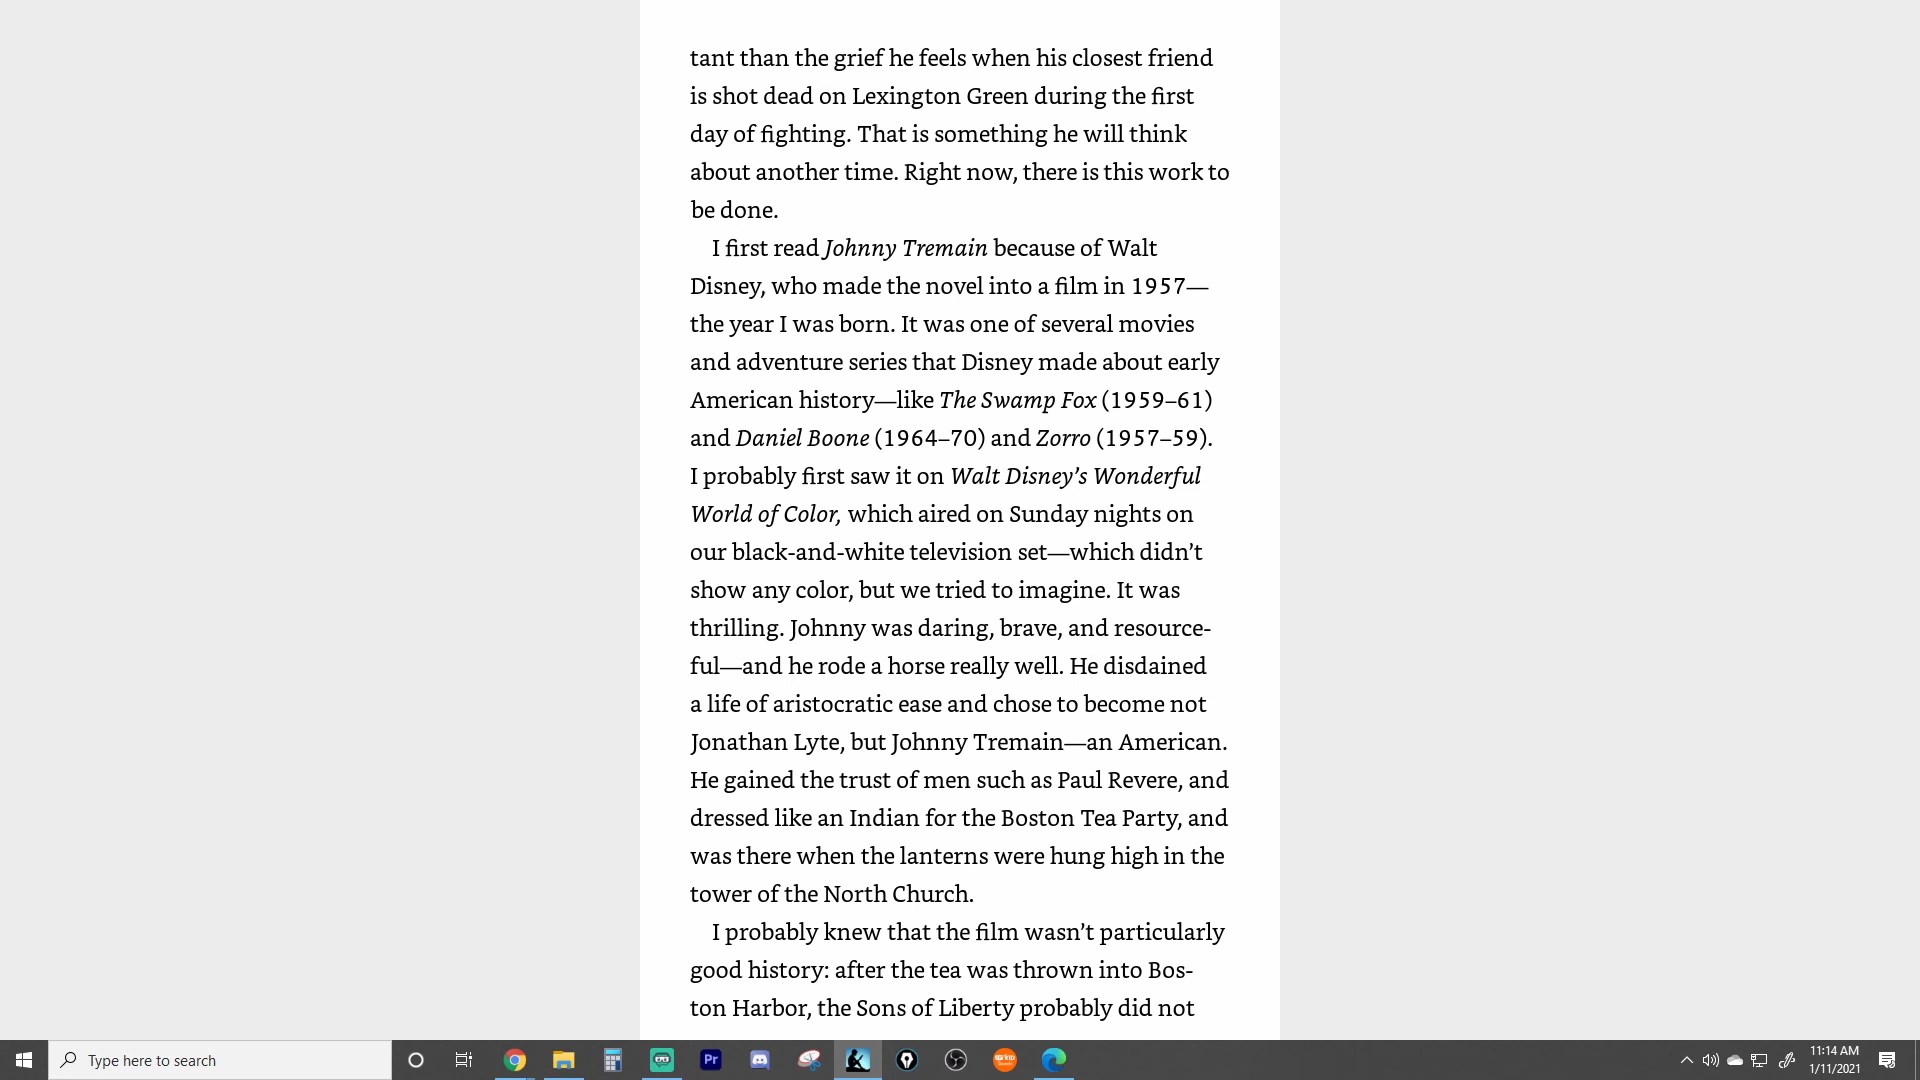 tant than the grief he feels when his closest friend
is shot dead on Lexington Green during the first
day of fighting. That is something he will think
about another time. Right now, there is this work to
be done.
I first read Johnny Tremain because of Walt
Disney, who made the novel into a film in 1957—
the year I was born. It was one of several movies
and adventure series that Disney made about early
American history—like The Swamp Fox (1959–61)
and Daniel Boone (1964–70) and Zorro (1957–59).
I probably first saw it on Walt Disney’s Wonderful
World of Color, which aired on Sunday nights on
our black-and-white television set—which didn’t
show any color, but we tried to imagine. It was
thrilling. Johnny was daring, brave, and resource-
ful—and he rode a horse really well. He disdained
a life of aristocratic ease and chose to become not
Jonathan Lyte, but Johnny Tremain—an American.
He gained the trust of men such as Paul Revere, and
dressed like an Indian for the Boston Tea Party, and
was there when the lanterns were hung high in the
tower of the North Church.
I probably knew that the film wasn’t particularly
good history: after the tea was thrown into Bos-
ton Harbor, the Sons of Liberty probably did not
Type here to search
Pr
11:14 AM
1/11/2021